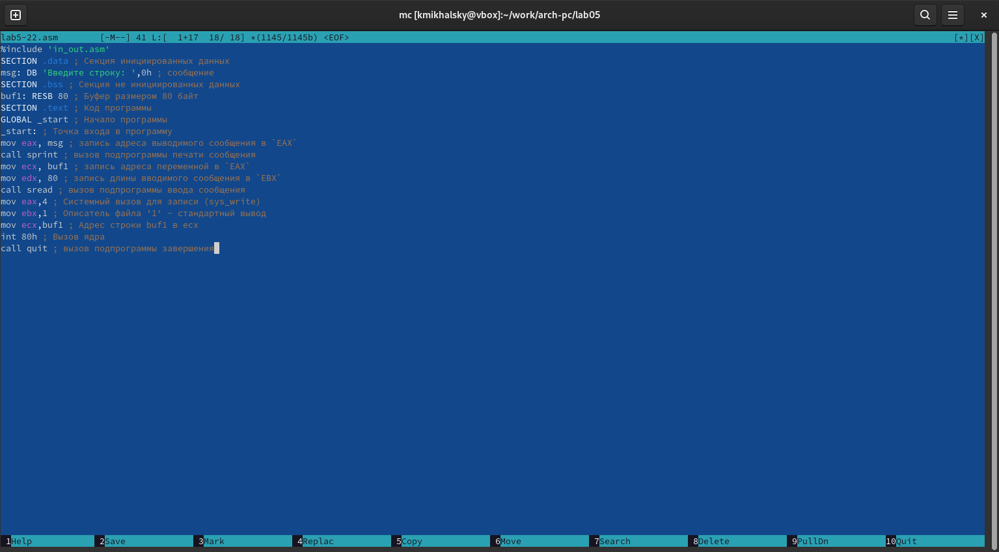 mc [kmikhalsky@vbox]:~/work/arch-pc/lab05
lab5-22.asm [-M--] 41 L:[ 1+17 18/ 18] *(1145/1145b) <EOF> [*][X]
%include 'in_out.asm'
SECTION .data ; Секция инициированных данных
msg: DB 'Введите строку: ',0h ; сообщение
SECTION .bss ; Секция не инициированных данных
buf1: RESB 80 ; Буфер размером 80 байт
SECTION .text ; Код программы
GLOBAL _start ; Начало программы
_start: ; Точка входа в программу
mov eax, msg ; запись адреса выводимого сообщения в `EAX`
call sprint ; вызов подпрограммы печати сообщения
mov ecx, buf1 ; запись адреса переменной в `EAX`
mov edx, 80 ; запись длины вводимого сообщения в `EBX`
call sread ; вызов подпрограммы ввода сообщения
mov eax,4 ; Системный вызов для записи (sys_write)
mov ebx,1 ; Описатель файла '1' - стандартный вывод
mov ecx,buf1 ; Адрес строки buf1 в ecx
int 80h ; Вызов ядра
call quit ; вызов подпрограммы завершения
1Help 2Save 3Mark 4Replac 5Copy 6Move 7Search 8Delete 9PullDn 10Quit